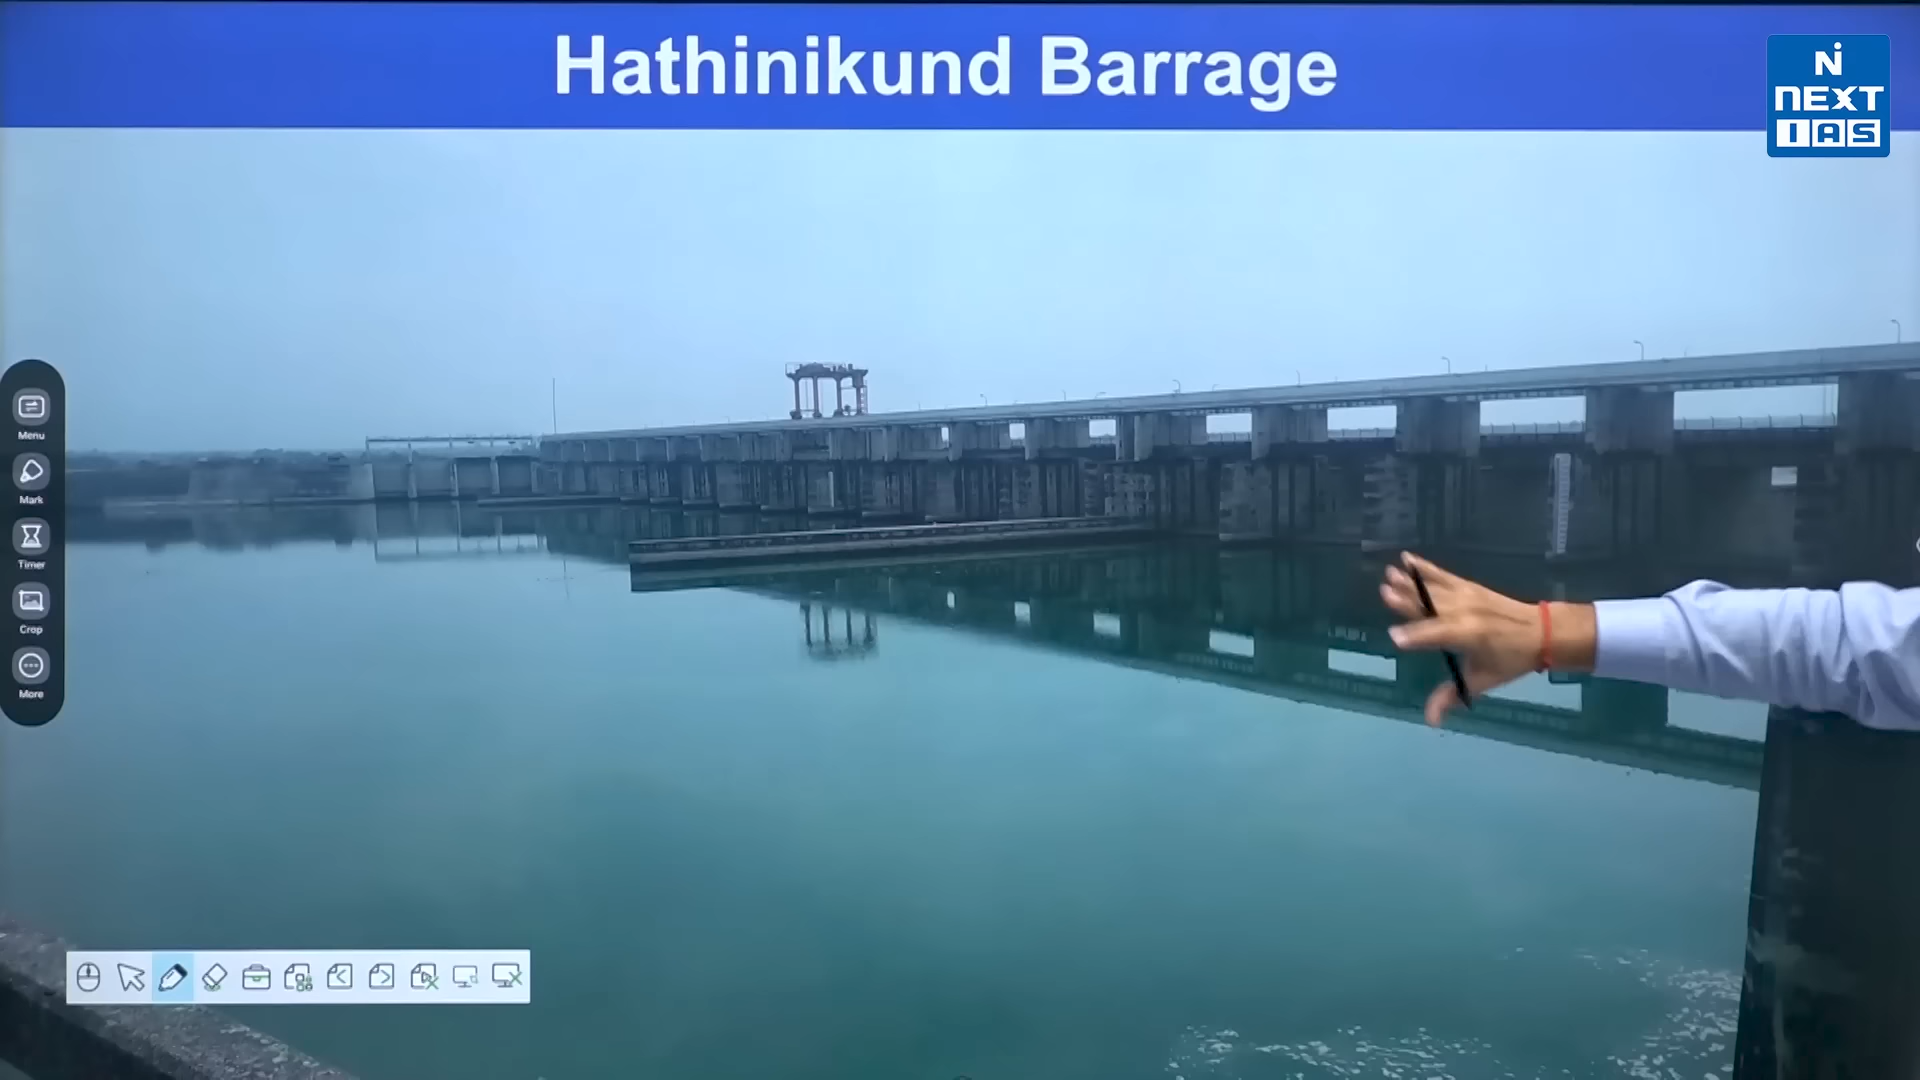 Hathinikund Barrage
N
NEXT
IAS
Menu
Mark
Timer
Crop
More